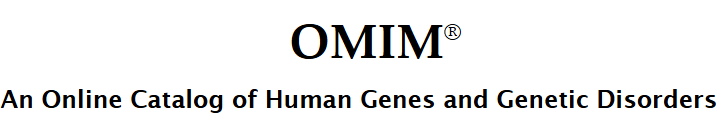 OMIM®
An Online Catalog of Human Genes and Genetic Disorders